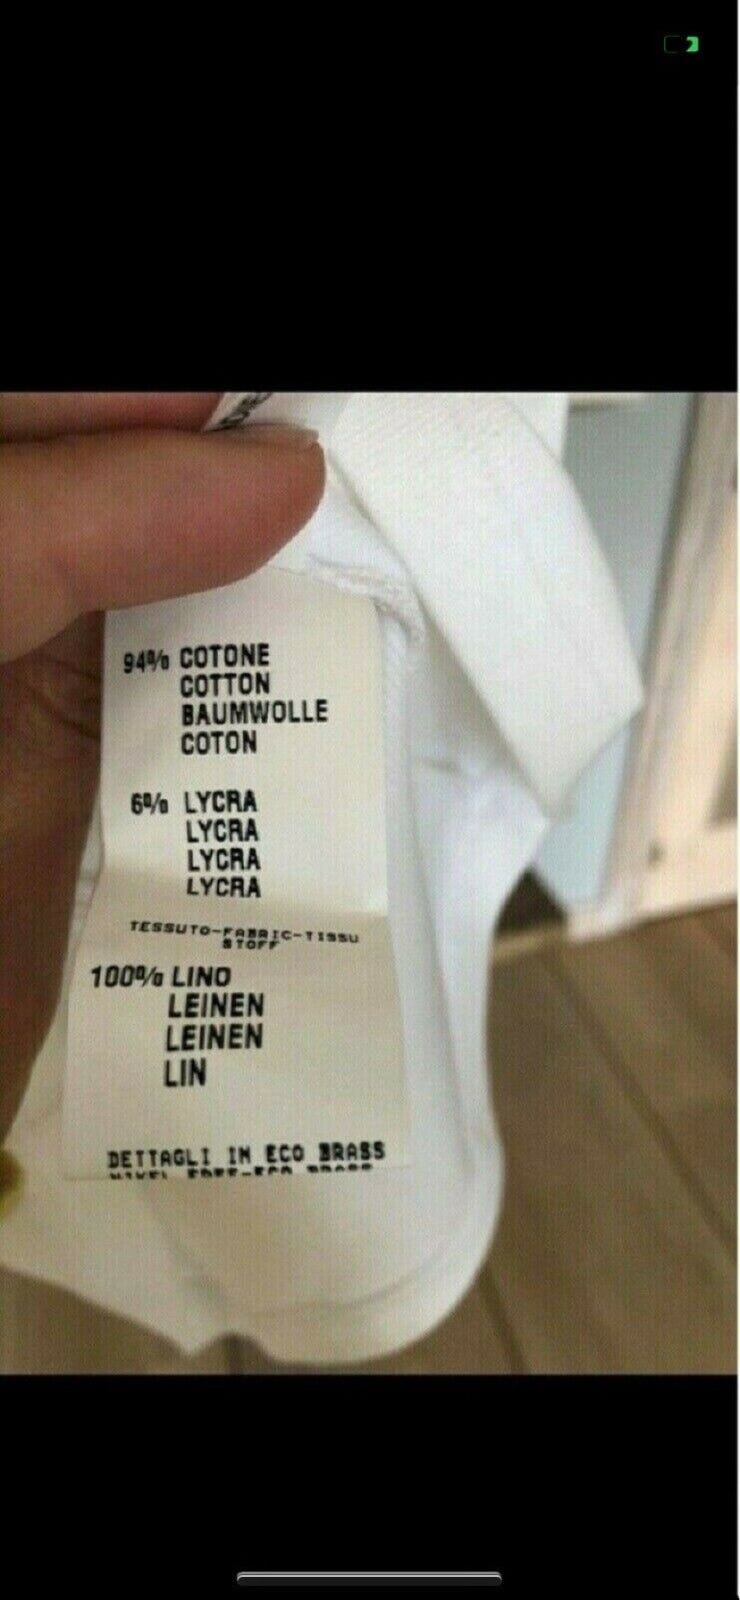 94% COTONE
COTTON
BAUMWOLLE
COTON
6% LYCRA
LYCRA
LYCRA
LYCRA
TESSUTO-FABRIC-TISSU
STOFF
100% LINO
LEINEN
LEINEN
LIN
DETTAGLI IN ECO BRASS